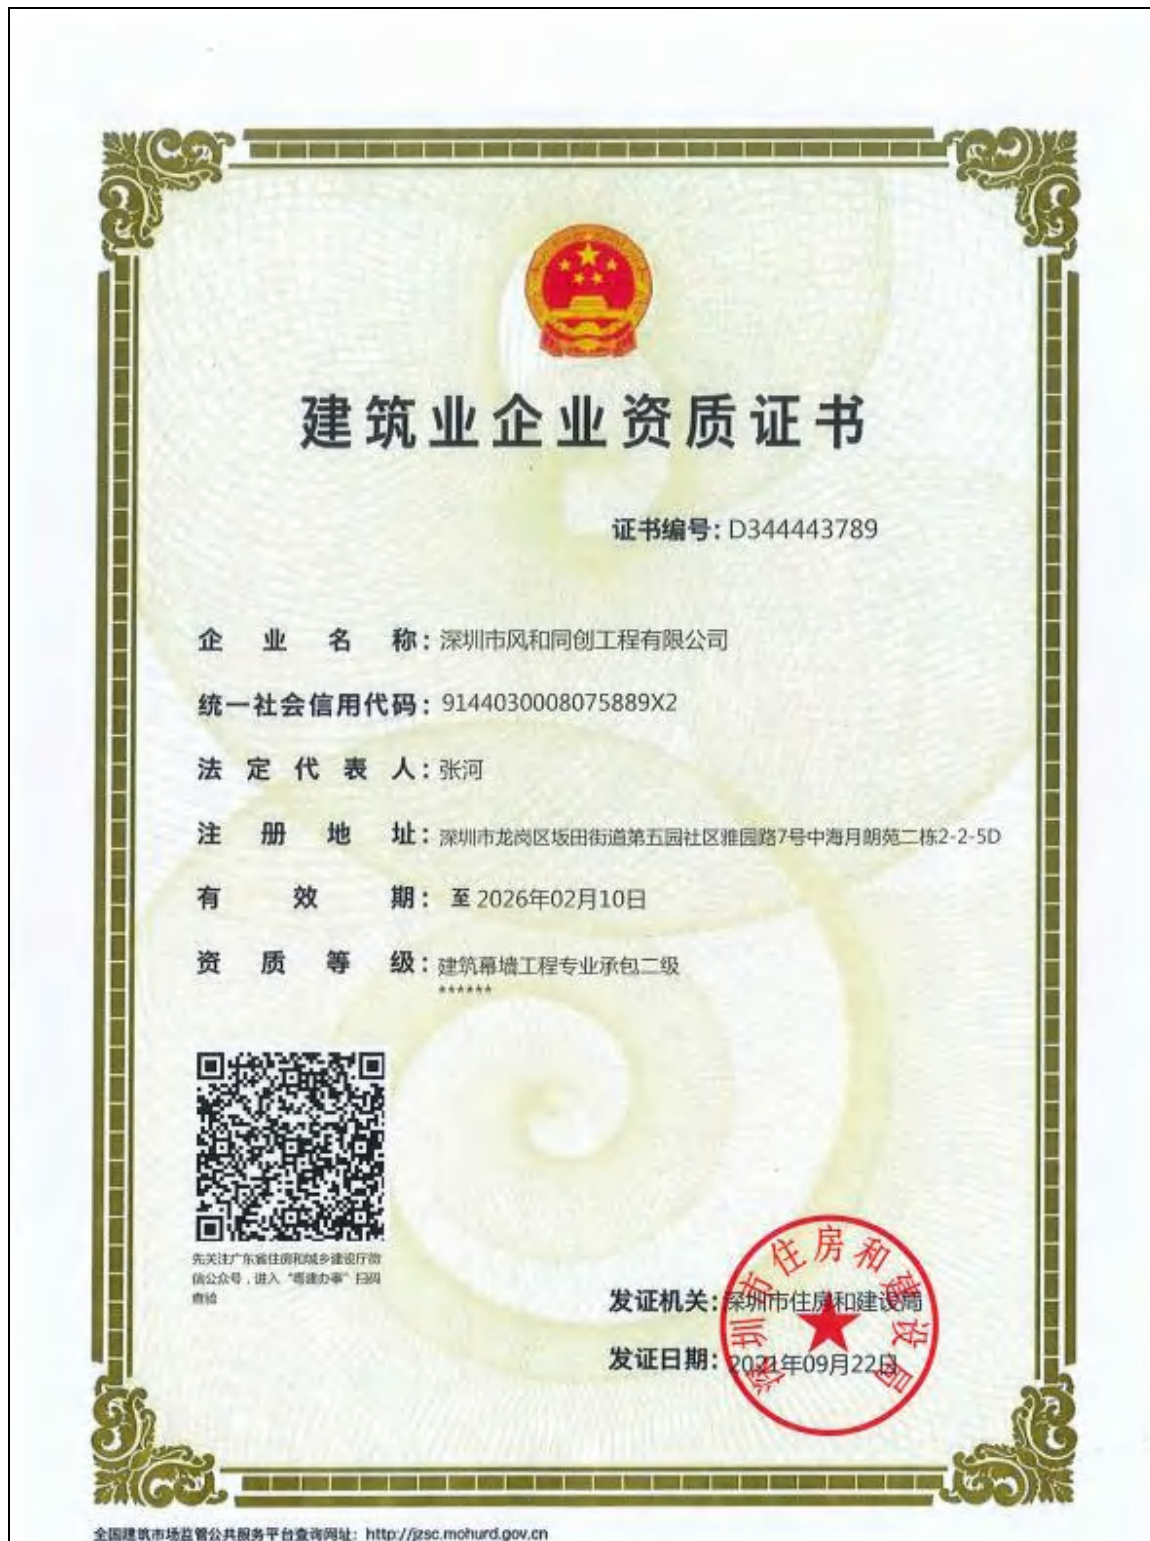 建筑业企业资质证书
证书编号：D344443789
企业名称：深圳市风和同创工程有限公司
统一社会信用代码：9144030008075889X2
法定代表人：张河
注册地址：深圳市龙岗区坂田街道第五园社区雅园路7号中海月朗苑二栋2-2-5D
有效期：至2026年02月10日
资质等级：建筑幕墙工程专业承包二级
******
先关注广东省住房和城乡建设厅微
信公众号，进入“粤建办事”扫码
查验
发证机关：深圳市住房和建设局
发证日期：2021年09月22日
深圳市住房和建设局
全国建筑市场监管公共服务平台查询网址：http://jzsc.mohurd.gov.cn